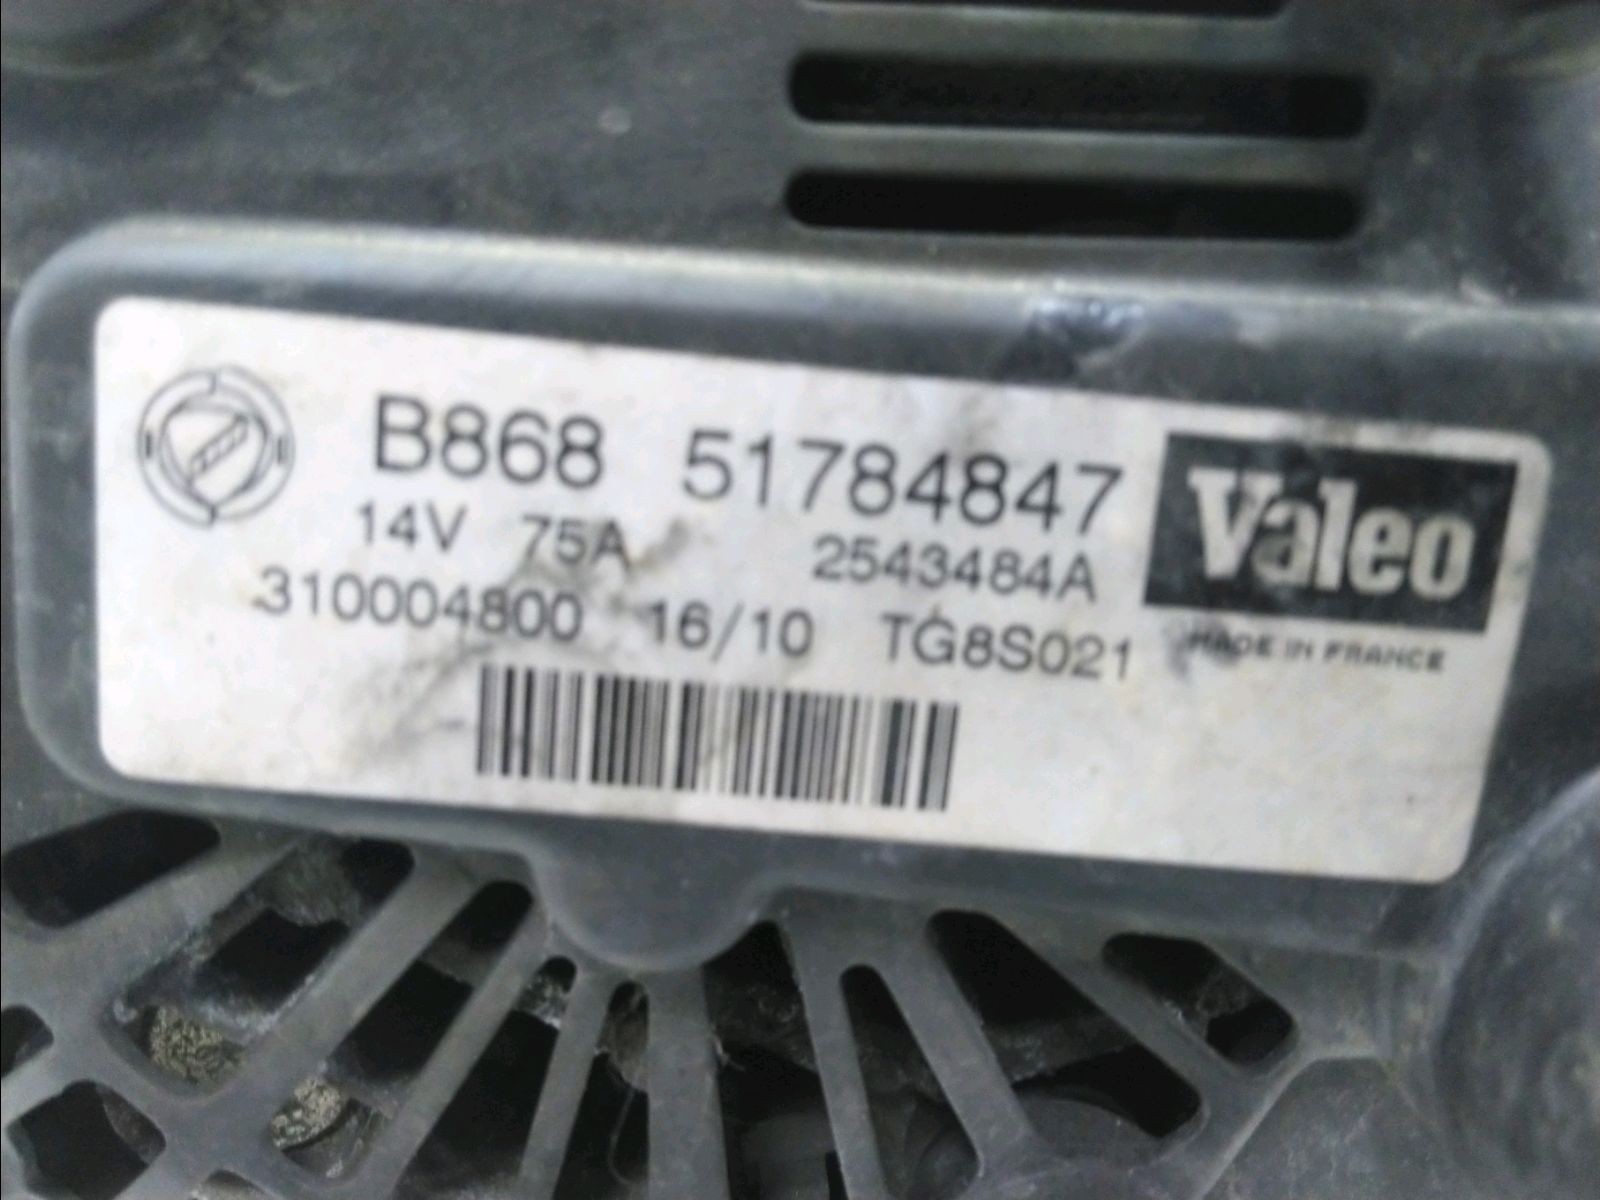 B868 51784847
14V 75A 2543484A
310004800 16/10 TG8S021
Valeo
MADE IN FRANCE